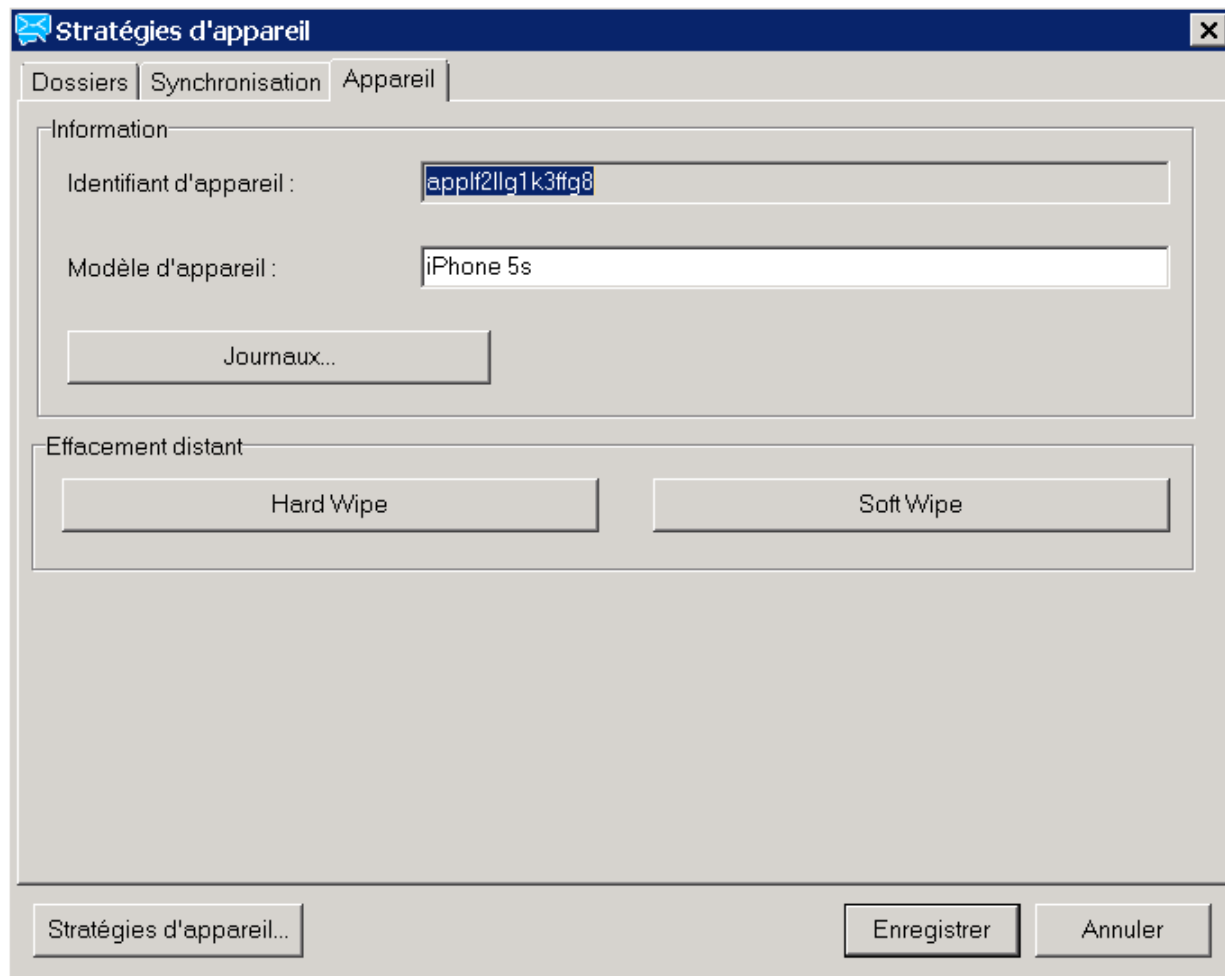 Stratégies d'appareil
Dossiers Synchronisation Appareil
Information
Identifiant d'appareil : applf2llg1k3ffg8
Modèle d'appareil : iPhone 5s
Journaux...
Effacement distant
Hard Wipe Soft Wipe
Stratégies d'appareil... Enregistrer Annuler